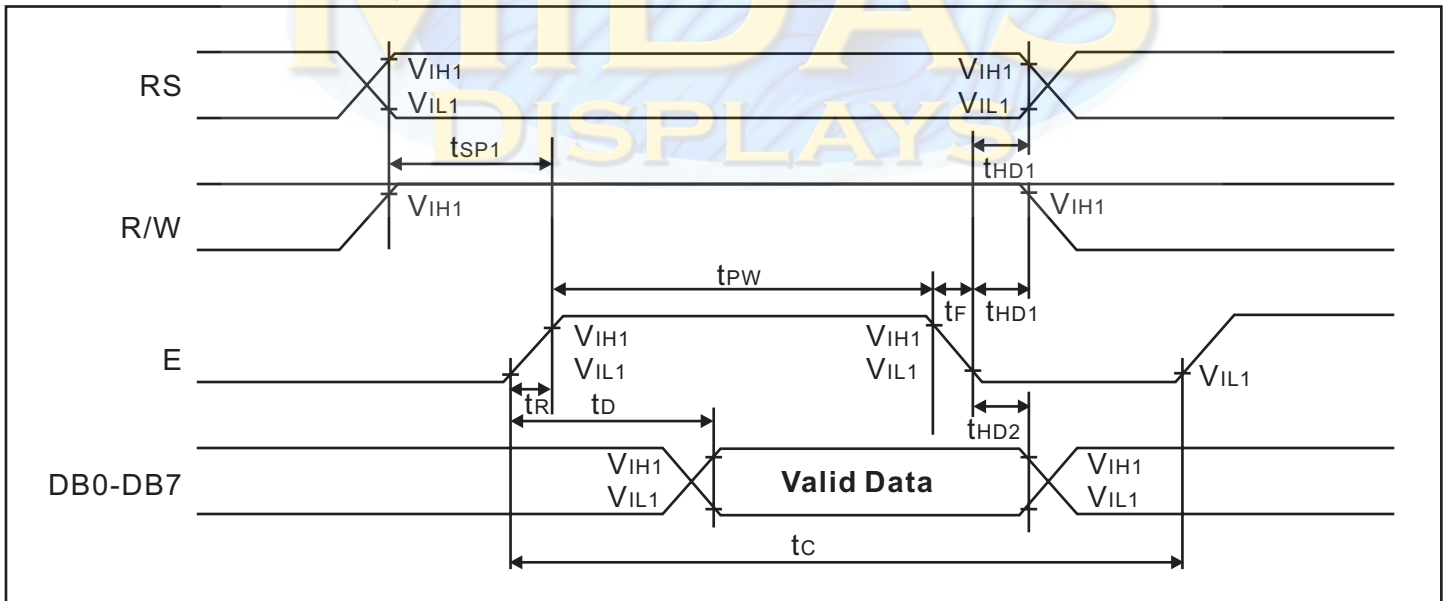 MIDAS
DISPLAYS
RS
VIH1
VIL1
VIH1
VIL1
tSP1
tHD1
R/W
VIH1
VIH1
tPW
tF
tHD1
E
VIH1
VIL1
VIH1
VIL1
VIL1
tR
tD
tHD2
DB0-DB7
VIH1
VIL1
Valid Data
VIH1
VIL1
tC